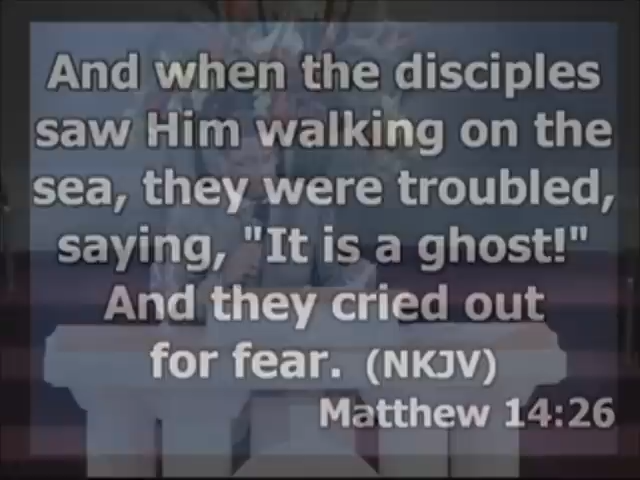 And when the disciples
saw Him walking on the
sea, they were troubled,
saying, "It is a ghost!"
And they cried out
for fear. (NKJV)
Matthew 14:26